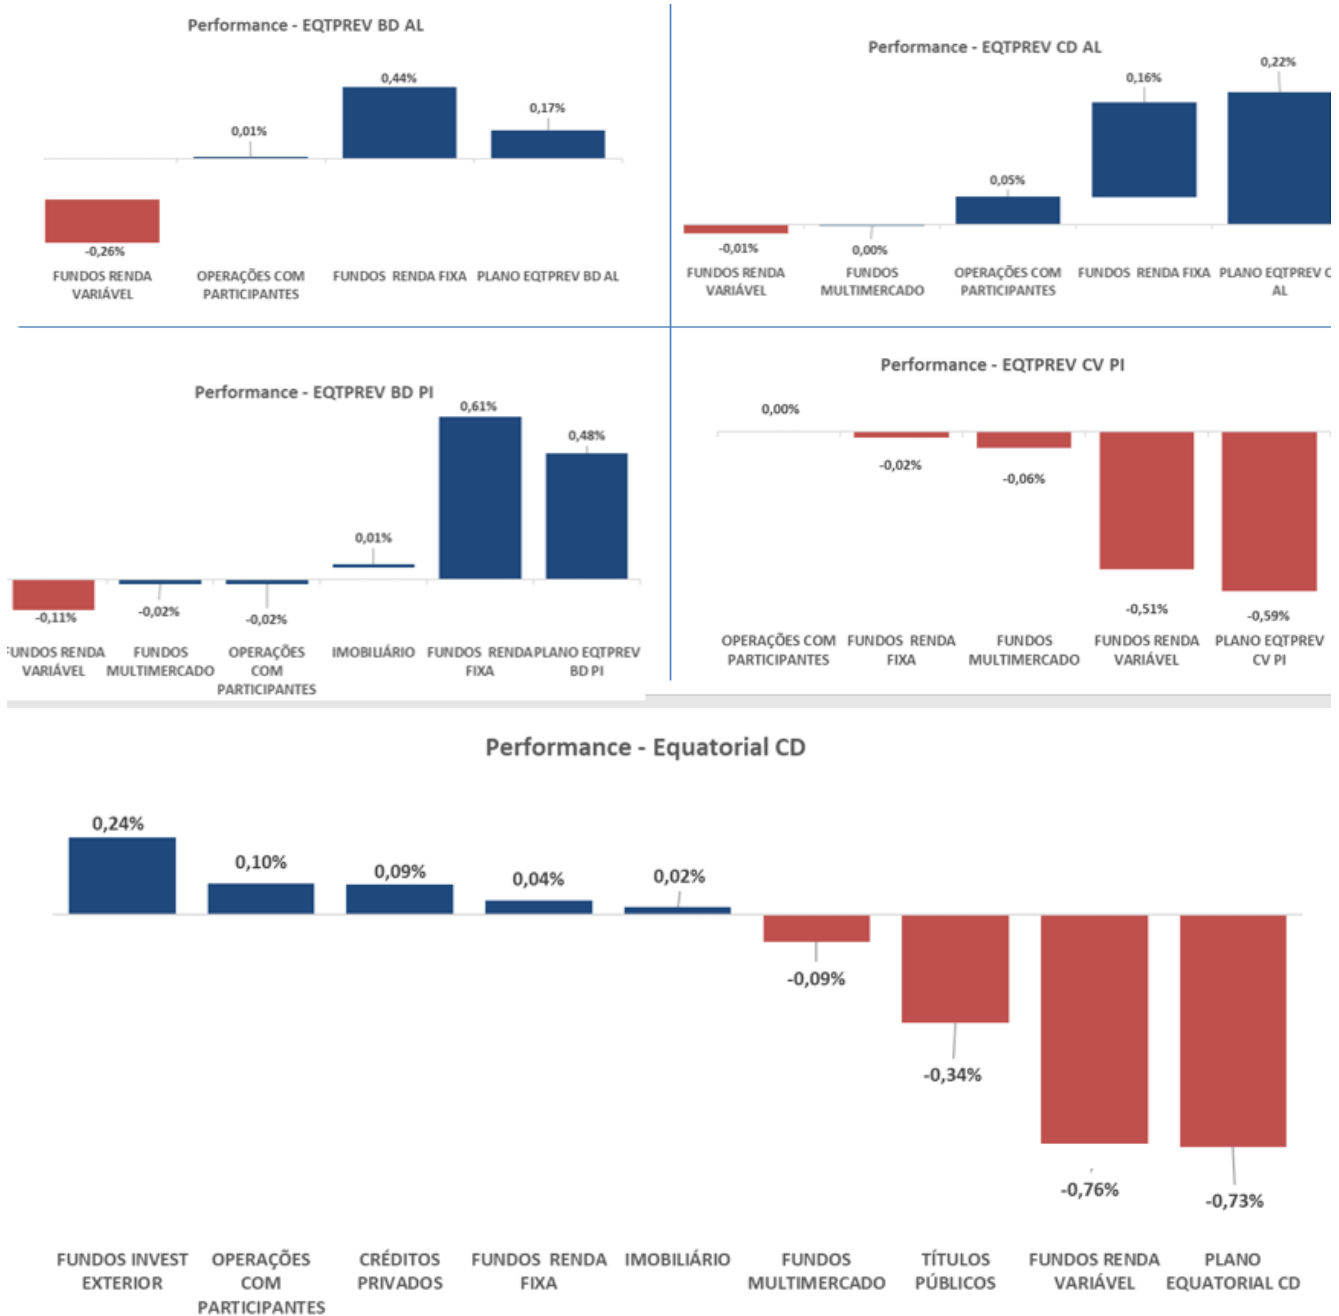 Performance - EQTPREV BD AL
0,44%
0,17%
0,01%
-0,26%
FUNDOS RENDA
VARIÁVEL
OPERAÇÕES COM
PARTICIPANTES
FUNDOS RENDA FIXA
PLANO EQTPREV BD AL
Performance - EQTPREV CD AL
0,22%
0,16%
0,05%
-0,01%
0,00%
FUNDOS RENDA
VARIÁVEL
FUNDOS
MULTIMERCADO
OPERAÇÕES COM
PARTICIPANTES
FUNDOS RENDA FIXA
PLANO EQTPREV C
AL
Performance - EQTPREV BD PI
0,61%
0,48%
0,01%
-0,11%
-0,02%
-0,02%
FUNDOS RENDA
VARIÁVEL
FUNDOS
MULTIMERCADO
OPERAÇÕES
COM
PARTICIPANTES
IMOBILIÁRIO
FUNDOS RENDA
FIXA
PLANO EQTPREV
BD PI
Performance - EQTPREV CV PI
0,00%
-0,02%
-0,06%
-0,51%
-0,59%
OPERAÇÕES COM
PARTICIPANTES
FUNDOS RENDA
FIXA
FUNDOS
MULTIMERCADO
FUNDOS RENDA
VARIÁVEL
PLANO EQTPREV
CV PI
Performance - Equatorial CD
0,24%
0,10%
0,09%
0,04%
0,02%
-0,09%
-0,34%
-0,76%
-0,73%
FUNDOS INVEST
EXTERIOR
OPERAÇÕES
COM
PARTICIPANTES
CRÉDITOS
PRIVADOS
FUNDOS RENDA
FIXA
IMOBILIÁRIO
FUNDOS
MULTIMERCADO
TÍTULOS
PÚBLICOS
FUNDOS RENDA
VARIÁVEL
PLANO
EQUATORIAL CD